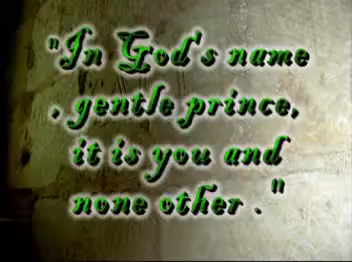 "In God's name
, gentle prince,
it is you and
none other ."